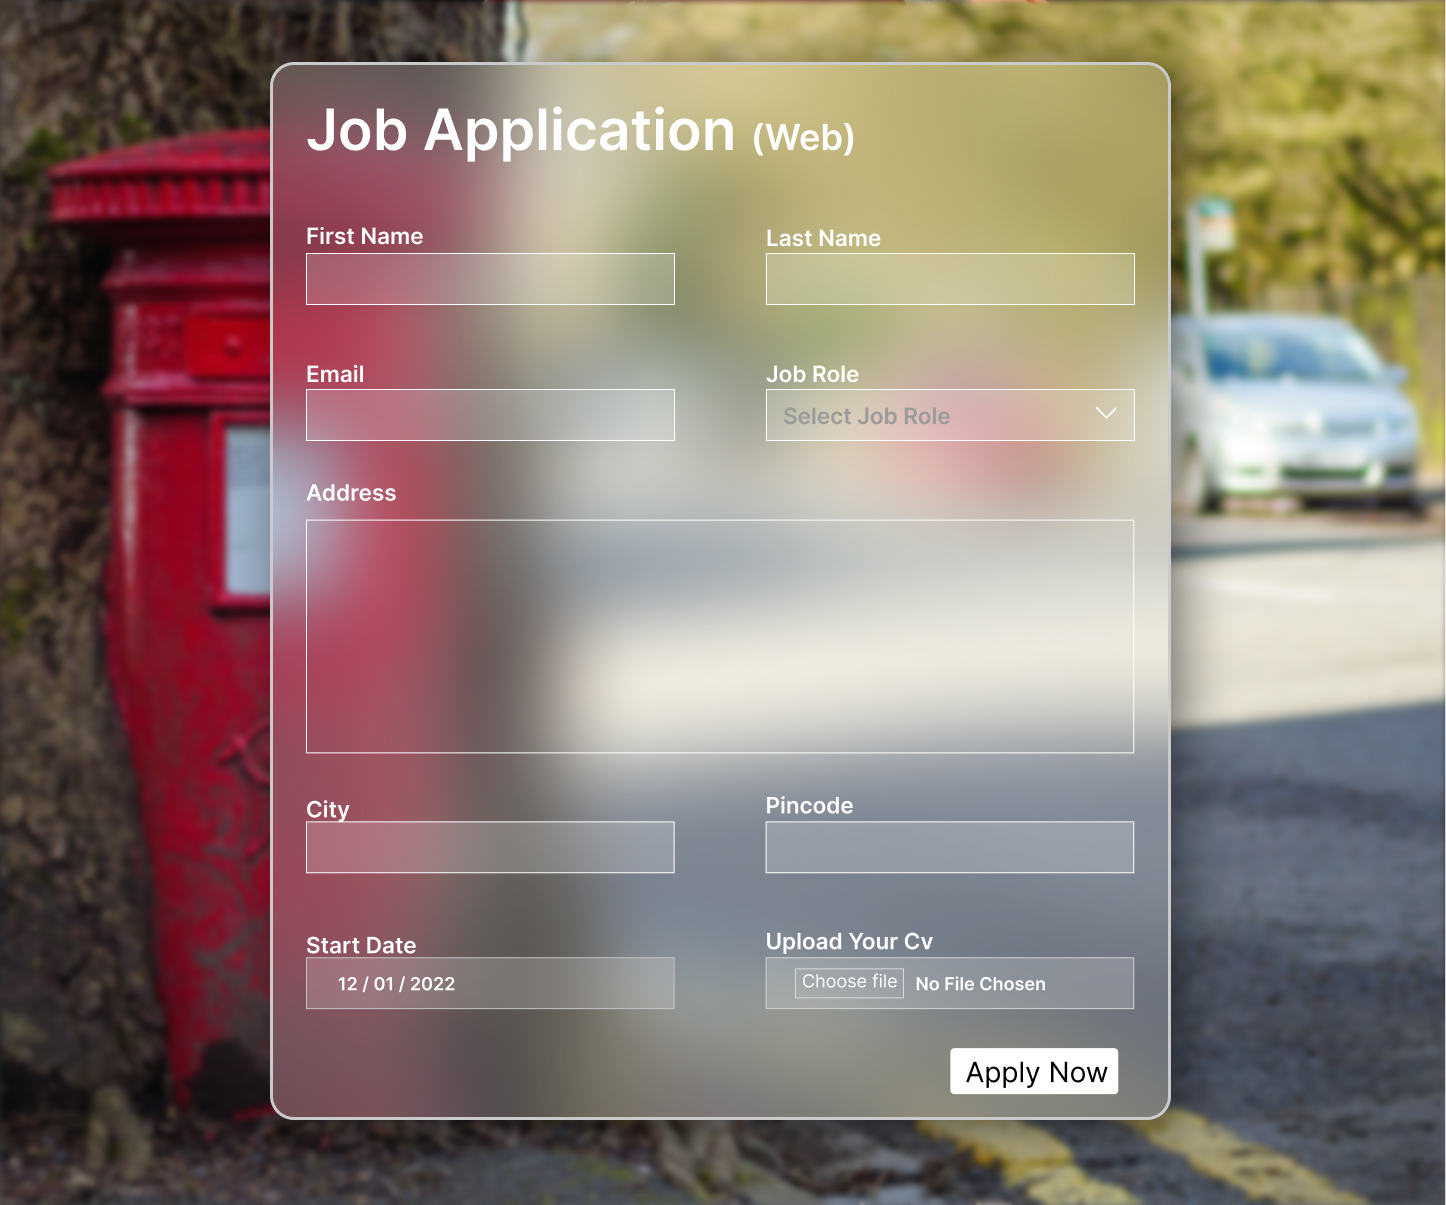 Job Application (Web)
First Name
Last Name
Email
Job Role
Select Job Role
Address
City
Pincode
Start Date
Upload Your Cv
12 / 01 / 2022
Choose file No File Chosen
Apply Now